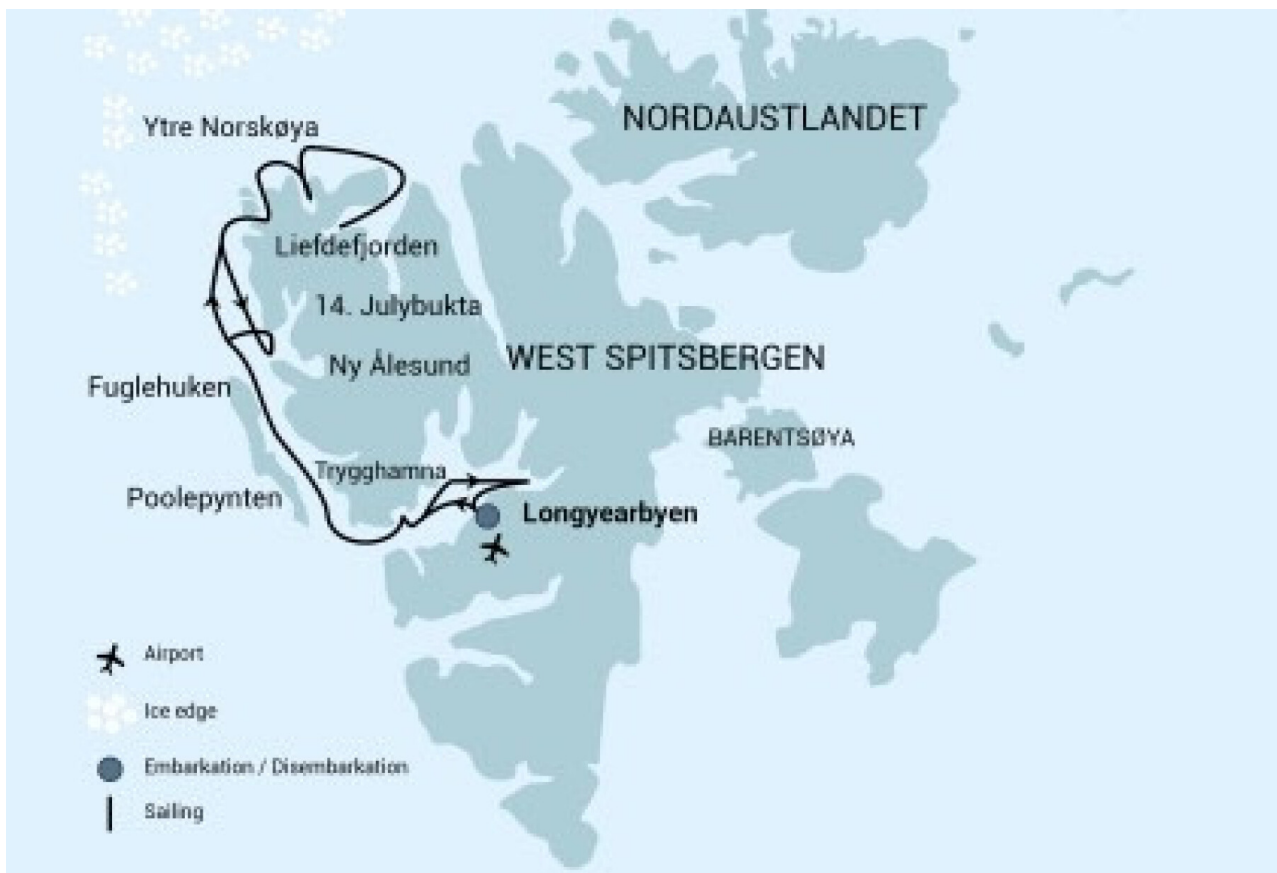 NORDAUSTLANDET
Ytre Norskøya
Liefdefjorden
14. Julybukta
WEST SPITSBERGEN
Ny Ålesund
Fuglehuken
BARENTSØYA
Trygghamna
Poolepynten
Longyearbyen
Airport
Ice edge
Embarkation / Disembarkation
Sailing